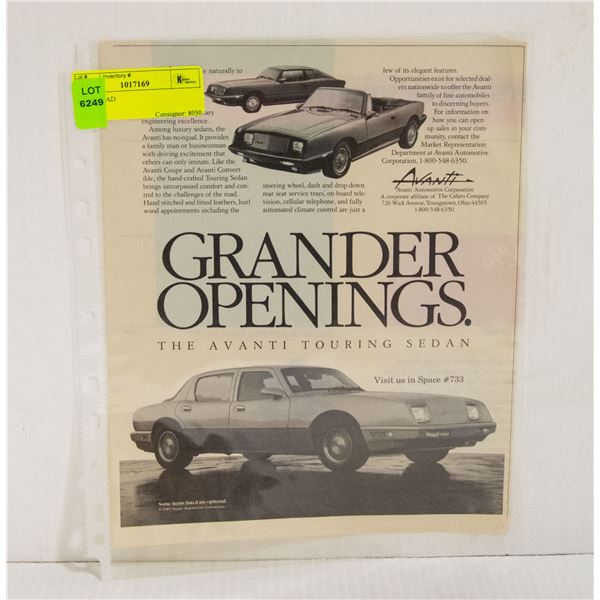 Lot #
Inventory #
LOT
6249
1017169
K
AD
Consignor: 8050
naturally to
engineering excellence.
Among luxury sedans, the
Avanti has no equal. It provides
a family man or businessman
with driving excitement that
others can only imitate. Like the
Avanti Coupe and Avanti Convert-
ible, the hand-crafted Touring Sedan
brings unsurpassed comfort and con-
trol to the challenges of the road.
Hand stitched and fitted leathers, burl
wood appointments including the
steering wheel, dash and drop-down
rear seat service trays, on-board tele-
vision, cellular telephone, and fully
automated climate control are just a
few of its elegant features.
Opportunities exist for selected deal-
ers nationwide to offer the Avanti
family of fine automobiles
to discerning buyers.
For information on
how you can open
up sales in your com-
munity, contact the
Market Representation
Department at Avanti Automotive
Corporation, 1-800-548-6350.
AVANTI
Avanti Automotive Corporation
A corporate affiliate of The Cafaro Company
726 Wick Avenue, Youngstown, Ohio 44505
1-800-548-6350
GRANDER
OPENINGS.
THE AVANTI TOURING SEDAN
Visit us in Space #733
Some items listed are optional.
© 1989 Avanti Automotive Corporation